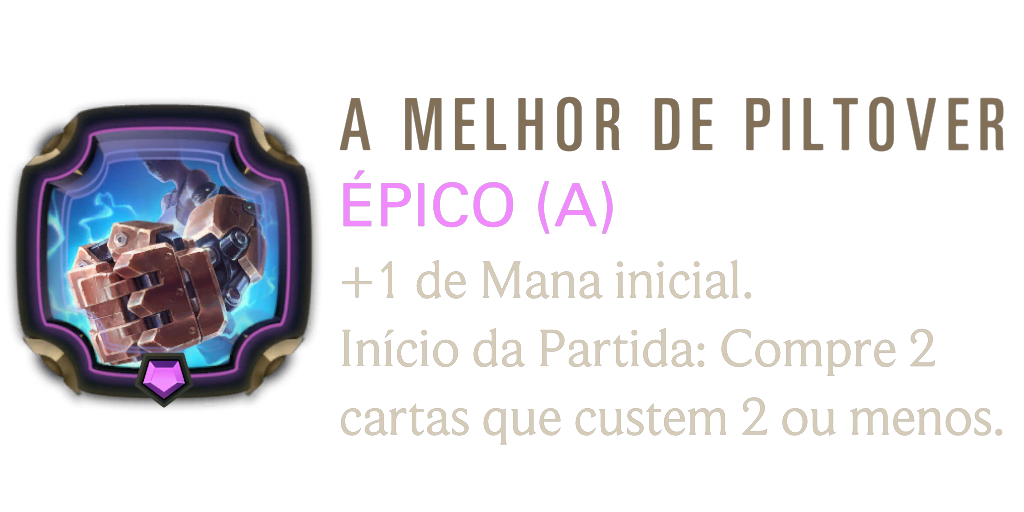 A MELHOR DE PILTOVER
ÉPICO (A)
+1 de Mana inicial.
Início da Partida: Compre 2
cartas que custem 2 ou menos.